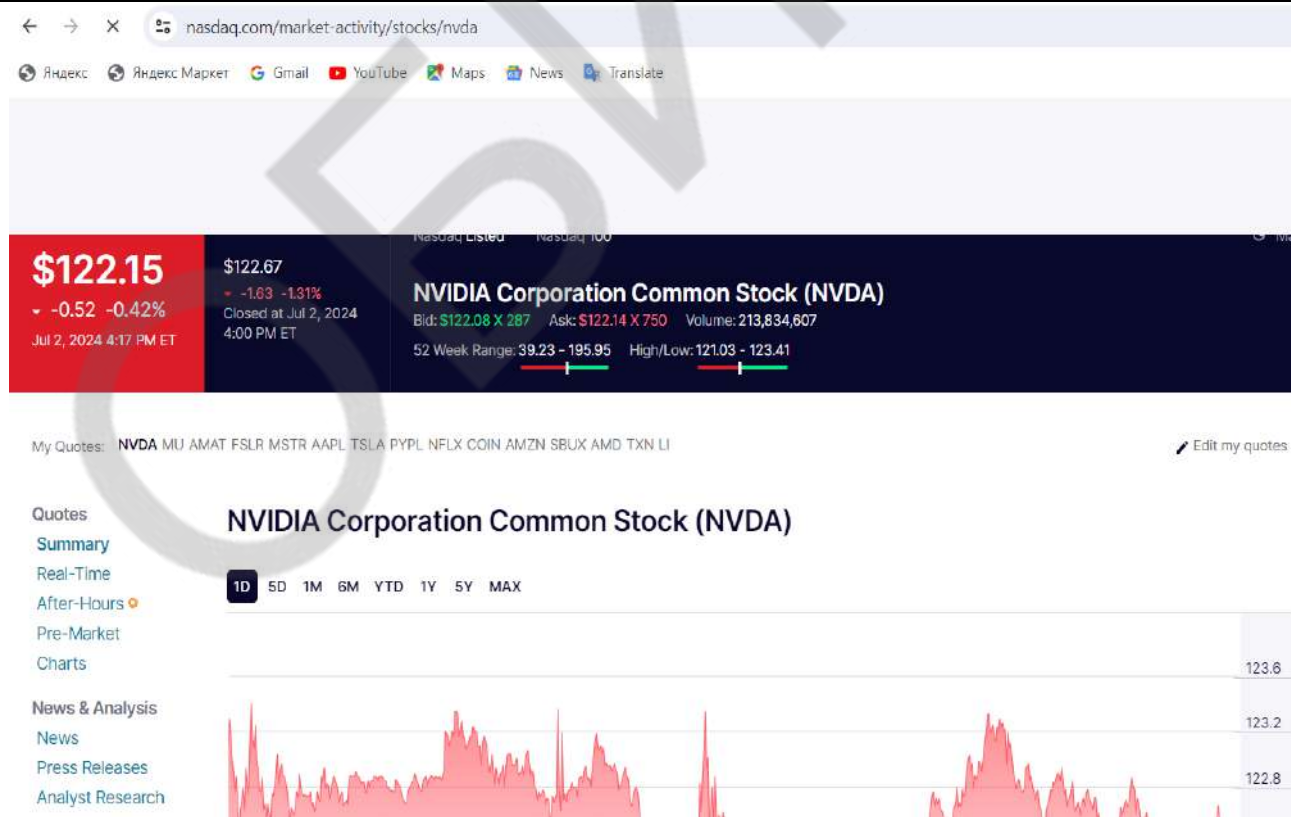 nasdaq.com/market-activity/stocks/nvda
Яндекс Яндекс Маркет Gmail YouTube Maps News Translate
Nasdaq Listed Nasdaq 100
$122.15
-0.52 -0.42%
Jul 2, 2024 4:17 PM ET
$122.67
-1.63 -1.31%
Closed at Jul 2, 2024
4:00 PM ET
NVIDIA Corporation Common Stock (NVDA)
Bid: $122.08 X 287 Ask: $122.14 X 750 Volume: 213,834,607
52 Week Range: 39.23 – 195.95 High/Low: 121.03 - 123.41
My Quotes: NVDA MU AMAT FSLR MSTR AAPL TSLA PYPL NFLX COIN AMZN SBUX AMD TXN LI
Edit my quotes
Quotes
Summary
Real-Time
After-Hours
Pre-Market
Charts
News & Analysis
News
Press Releases
Analyst Research
NVIDIA Corporation Common Stock (NVDA)
1D 5D 1M 6M YTD 1Y 5Y MAX
123.6
123.2
122.8